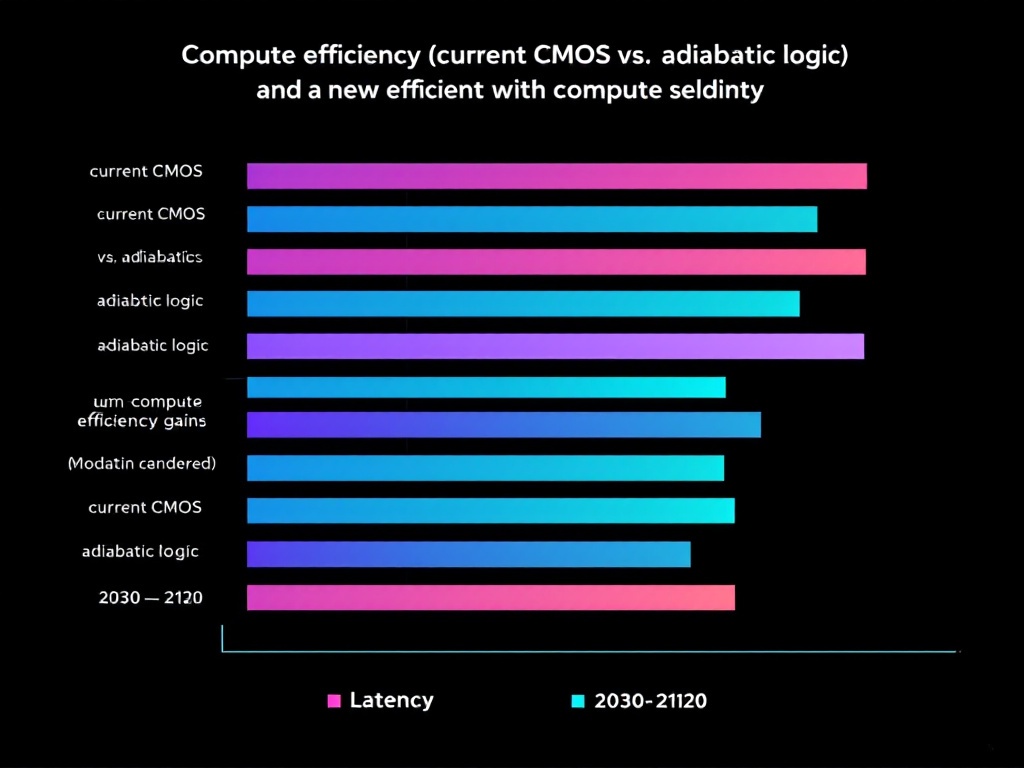 Compute efficiency (current CMOS vs. adiabatic logic)
and a new efficient with compute seldinty
current CMOS
current CMOS
vs. adiabatics
adiabtic logic
adiabatic logic
um compute
efficiency gains
(Modatin candered)
current CMOS
adiabatic logic
2030 — 2120
Latency
2030-21120